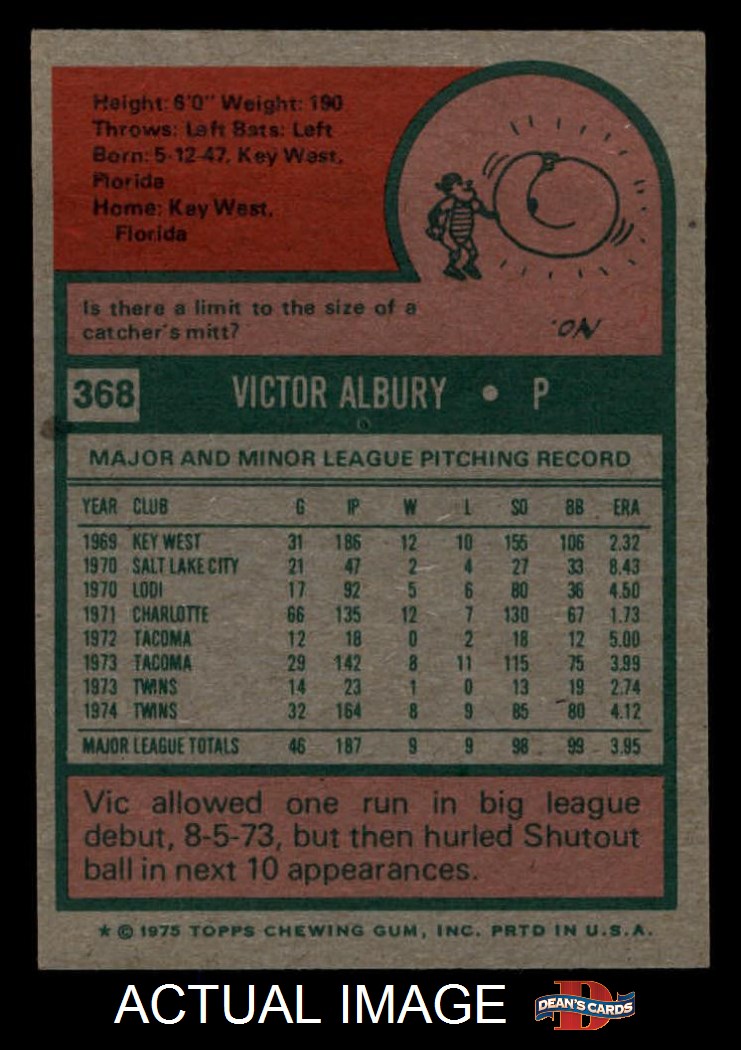 Height: 6'0" Weight: 190
Throws: Left Bats: Left
Born: 5-12-47, Key West,
Florida
Home: Key West,
Florida
Is there a limit to the size of a
catcher's mitt?
NO.
368 VICTOR ALBURY • P
MAJOR AND MINOR LEAGUE PITCHING RECORD
YEAR CLUB G IP W L SO BB ERA
1969 KEY WEST 31 186 12 10 155 106 2.32
1970 SALT LAKE CITY 21 47 2 4 27 33 8.43
1970 LODI 17 92 5 6 80 36 4.50
1971 CHARLOTTE 66 135 12 7 130 67 1.73
1972 TACOMA 12 18 0 2 18 12 5.00
1973 TACOMA 29 142 8 11 115 75 3.99
1973 TWINS 14 23 1 0 13 19 2.74
1974 TWINS 32 164 8 9 85 80 4.12
MAJOR LEAGUE TOTALS 46 187 9 9 98 99 3.95
Vic allowed one run in big league
debut, 8-5-73, but then hurled Shutout
ball in next 10 appearances.
* © 1975 TOPPS CHEWING GUM, INC. PRTD IN U.S.A.
ACTUAL IMAGE
D
DEAN'S CARDS